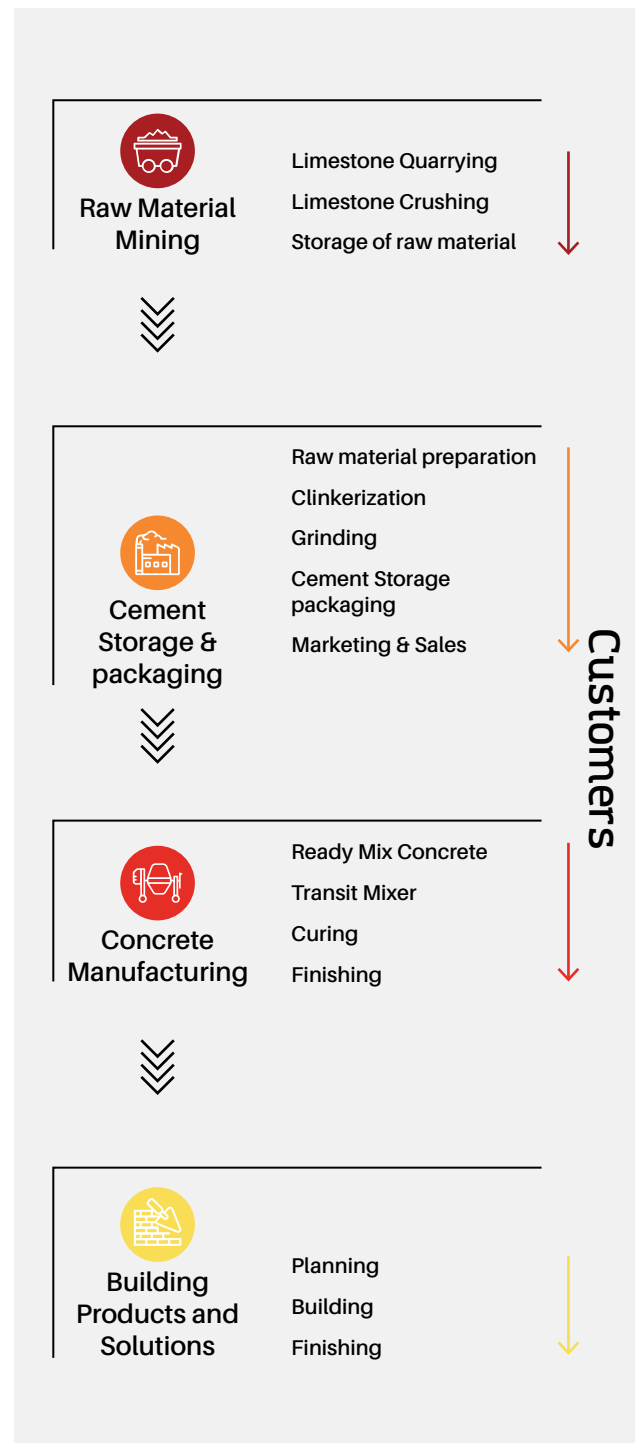 Raw Material
Mining
Limestone Quarrying
Limestone Crushing
Storage of raw material
Cement
Storage &
packaging
Raw material preparation
Clinkerization
Grinding
Cement Storage
packaging
Marketing & Sales
Customers
Concrete
Manufacturing
Ready Mix Concrete
Transit Mixer
Curing
Finishing
Building
Products and
Solutions
Planning
Building
Finishing